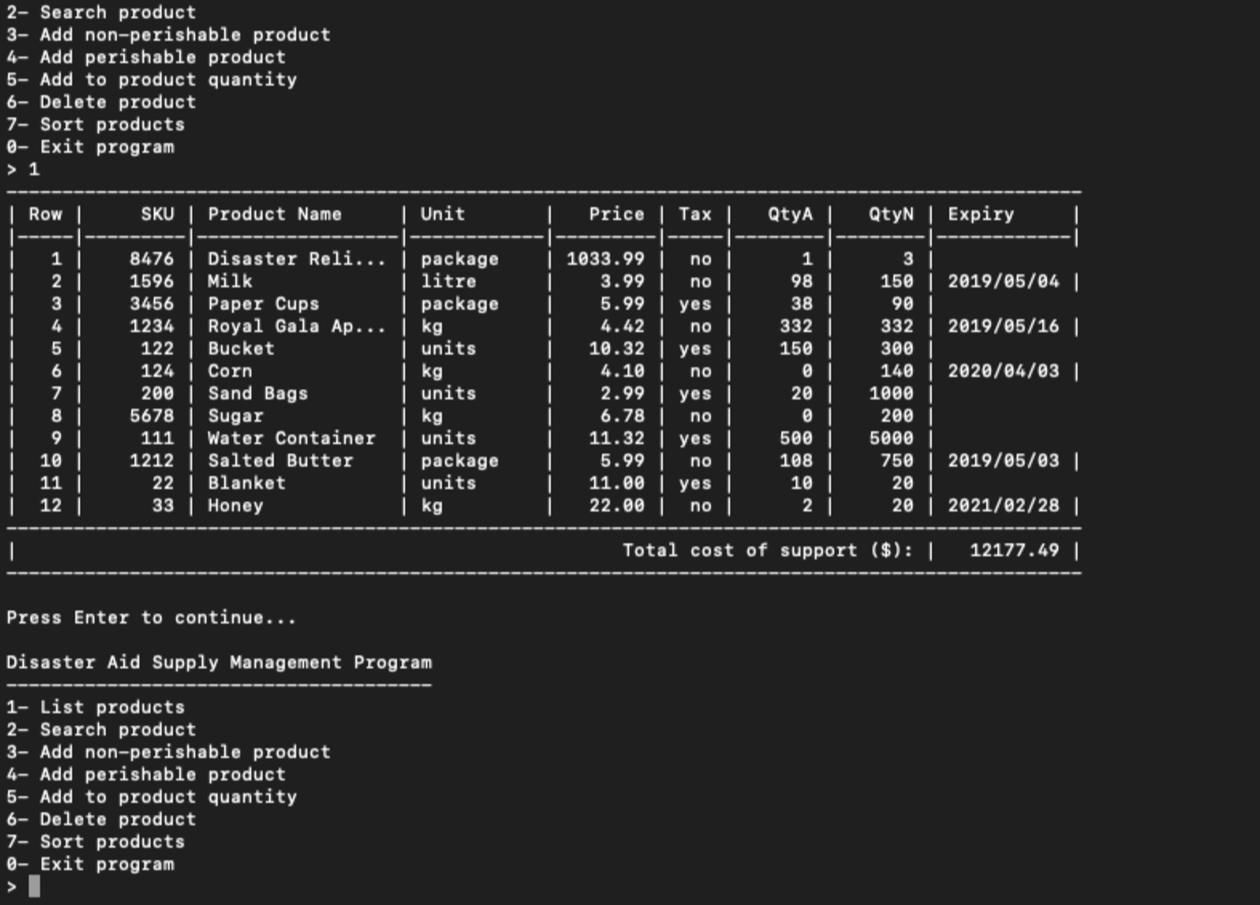 2- Search product
3- Add non-perishable product
4- Add perishable product
5- Add to product quantity
6- Delete product
7- Sort products
0- Exit program
> 1
------------------------------------------------------------------------------------------------
| Row |     SKU | Product Name     | Unit       |   Price | Tax |   QtyA |   QtyN | Expiry     |
|-----|---------|------------------|------------|---------|-----|--------|--------|------------|
|   1 |    8476 | Disaster Reli... | package    | 1033.99 |  no |      1 |      3 |
|   2 |    1596 | Milk             | litre      |    3.99 |  no |     98 |    150 | 2019/05/04 |
|   3 |    3456 | Paper Cups       | package    |    5.99 | yes |     38 |     90 |
|   4 |    1234 | Royal Gala Ap... | kg         |    4.42 |  no |    332 |    332 | 2019/05/16 |
|   5 |     122 | Bucket           | units      |   10.32 | yes |    150 |    300 |
|   6 |     124 | Corn             | kg         |    4.10 |  no |      0 |    140 | 2020/04/03 |
|   7 |     200 | Sand Bags        | units      |    2.99 | yes |     20 |   1000 |
|   8 |    5678 | Sugar            | kg         |    6.78 |  no |      0 |    200 |
|   9 |     111 | Water Container  | units      |   11.32 | yes |    500 |   5000 |
|  10 |    1212 | Salted Butter    | package    |    5.99 |  no |    108 |    750 | 2019/05/03 |
|  11 |      22 | Blanket          | units      |   11.00 | yes |     10 |     20 |
|  12 |      33 | Honey            | kg         |   22.00 |  no |      2 |     20 | 2021/02/28 |
------------------------------------------------------------------------------------------------
|                                                      Total cost of support ($): |   12177.49 |
------------------------------------------------------------------------------------------------

Press Enter to continue...

Disaster Aid Supply Management Program
--------------------------------------
1- List products
2- Search product
3- Add non-perishable product
4- Add perishable product
5- Add to product quantity
6- Delete product
7- Sort products
0- Exit program
>